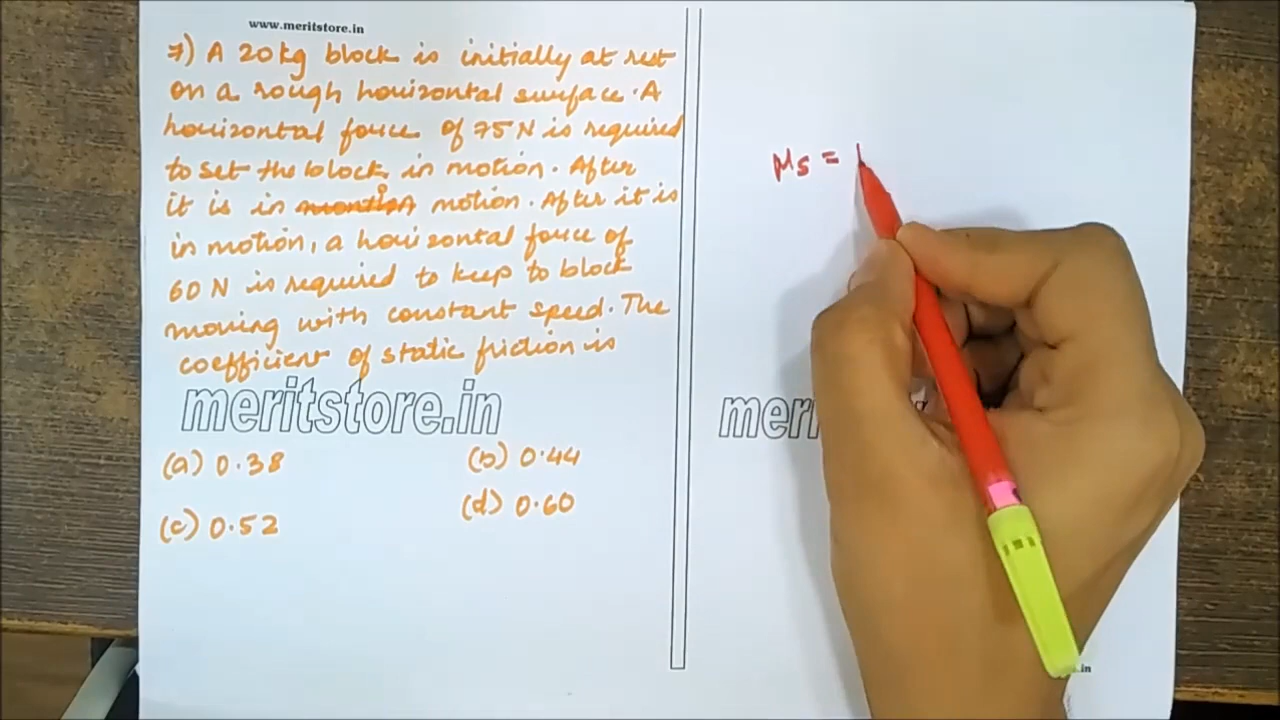 www.meritstore.in
7) A 20kg block is initially at rest
on a rough horizontal surface. A
horizontal force of 75N is required
to set the block in motion. After
it is in motion. After it is
in motion, a horizontal force of
60 N is required to keep to block
moving with constant speed. The
coefficient of static friction is
meritstore.in
(a) 0.38 (b) 0.44
(c) 0.52 (d) 0.60
μs =